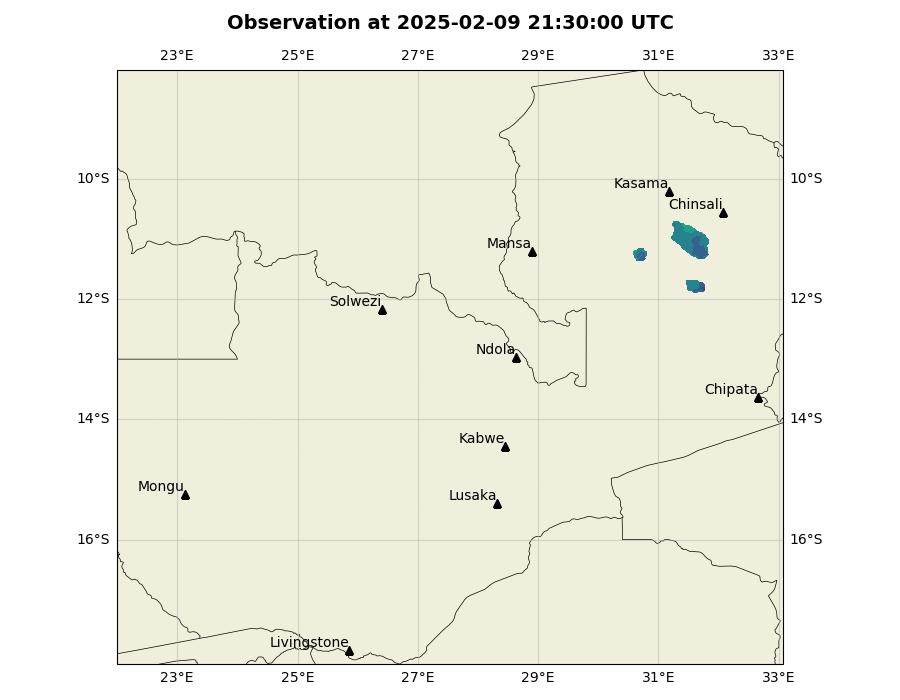 Observation at 2025-02-09 21:30:00 UTC
23°E 25°E 27°E 29°E 31°E 33°E
10°S 10°S
Kasama
Chinsali
Mansa
12°S 12°S
Solwezi
Ndola
Chipata
14°S 14°S
Kabwe
Mongu
Lusaka
16°S 16°S
Livingstone
23°E 25°E 27°E 29°E 31°E 33°E